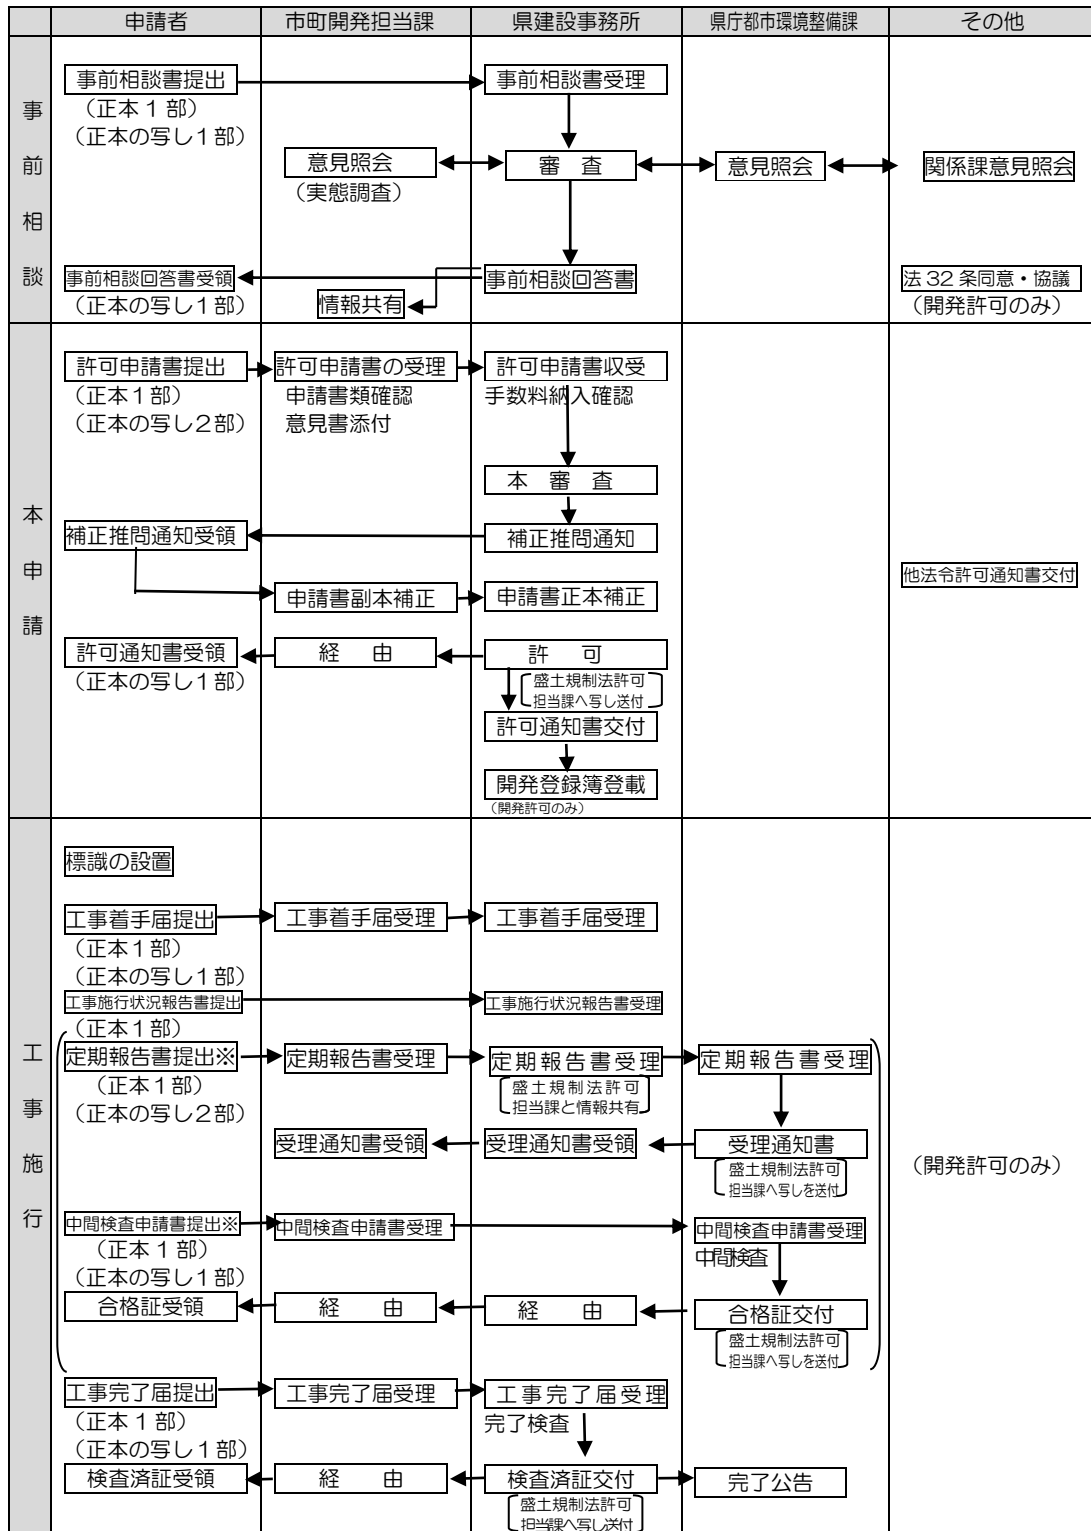 申請者 市町開発担当課 県建設事務所 県庁都市環境整備課 その他
事前相談
事前相談書提出 事前相談書受理
（正本１部）
（正本の写し１部）
意見照会 審　査 意見照会 関係課意見照会
（実態調査）
事前相談回答書受領 事前相談回答書 法 32 条同意・協議
（正本の写し１部） 情報共有 （開発許可のみ）
本申請
許可申請書提出 許可申請書の受理 許可申請書収受
（正本１部） 申請書類確認 手数料納入確認
（正本の写し２部） 意見書添付
本　審　査
補正推問通知受領 補正推問通知
他法令許可通知書交付
申請書副本補正 申請書正本補正
許可通知書受領 経　由 許　可
（正本の写し１部） 盛土規制法許可
担当課へ写し送付
許可通知書交付
開発登録簿登載
（開発許可のみ）
工事施行
標識の設置
工事着手届提出 工事着手届受理 工事着手届受理
（正本１部）
（正本の写し１部）
工事施行状況報告書提出 工事施行状況報告書受理
（正本１部）
定期報告書提出※ 定期報告書受理 定期報告書受理 定期報告書受理
（正本１部） 盛土規制法許可
（正本の写し２部） 担当課と情報共有
受理通知書受領 受理通知書受領 受理通知書
（開発許可のみ）
盛土規制法許可
担当課へ写しを送付
中間検査申請書提出※ 中間検査申請書受理 中間検査申請書受理
（正本１部） 中間検査
（正本の写し１部）
合格証受領 経　由 経　由 合格証交付
盛土規制法許可
担当課へ写しを送付
工事完了届提出 工事完了届受理 工事完了届受理
（正本１部） 完了検査
（正本の写し１部）
検査済証受領 経　由 検査済証交付 完了公告
盛土規制法許可
担当課へ写し送付